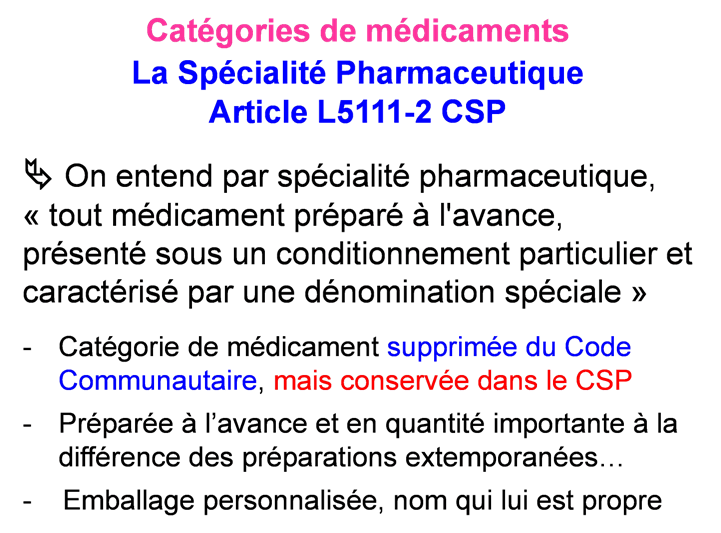 Catégories de médicaments
La Spécialité Pharmaceutique
Article L5111-2 CSP
On entend par spécialité pharmaceutique,
« tout médicament préparé à l'avance,
présenté sous un conditionnement particulier et
caractérisé par une dénomination spéciale »
- Catégorie de médicament supprimée du Code
Communautaire, mais conservée dans le CSP
- Préparée à l’avance et en quantité importante à la
différence des préparations extemporanées…
- Emballage personnalisée, nom qui lui est propre